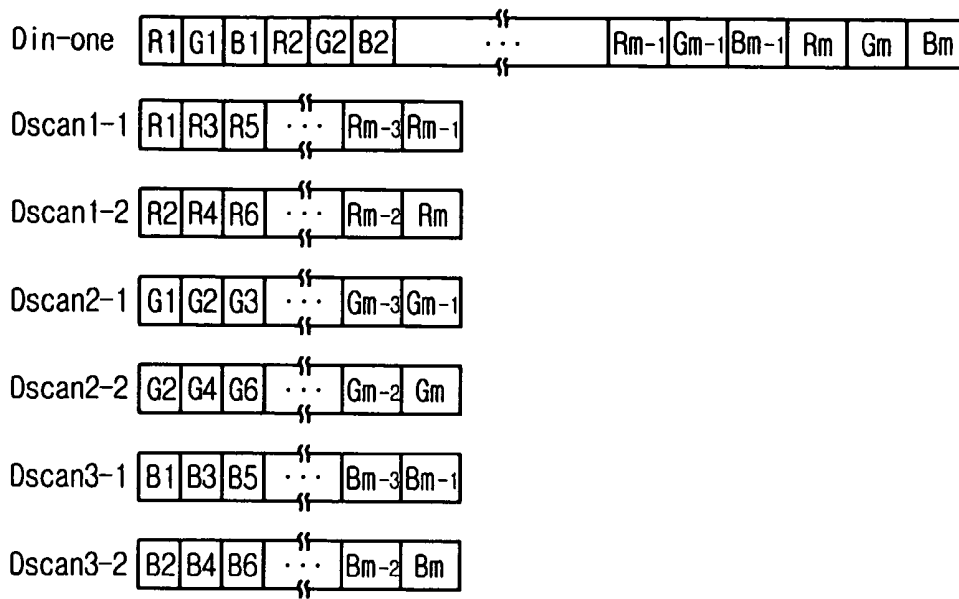 Din-one R1 G1 B1 R2 G2 B2 ··· Rm-1 Gm-1 Bm-1 Rm Gm Bm
Dscan1-1 R1 R3 R5 ··· Rm-3 Rm-1
Dscan1-2 R2 R4 R6 ··· Rm-2 Rm
Dscan2-1 G1 G2 G3 ··· Gm-3 Gm-1
Dscan2-2 G2 G4 G6 ··· Gm-2 Gm
Dscan3-1 B1 B3 B5 ··· Bm-3 Bm-1
Dscan3-2 B2 B4 B6 ··· Bm-2 Bm